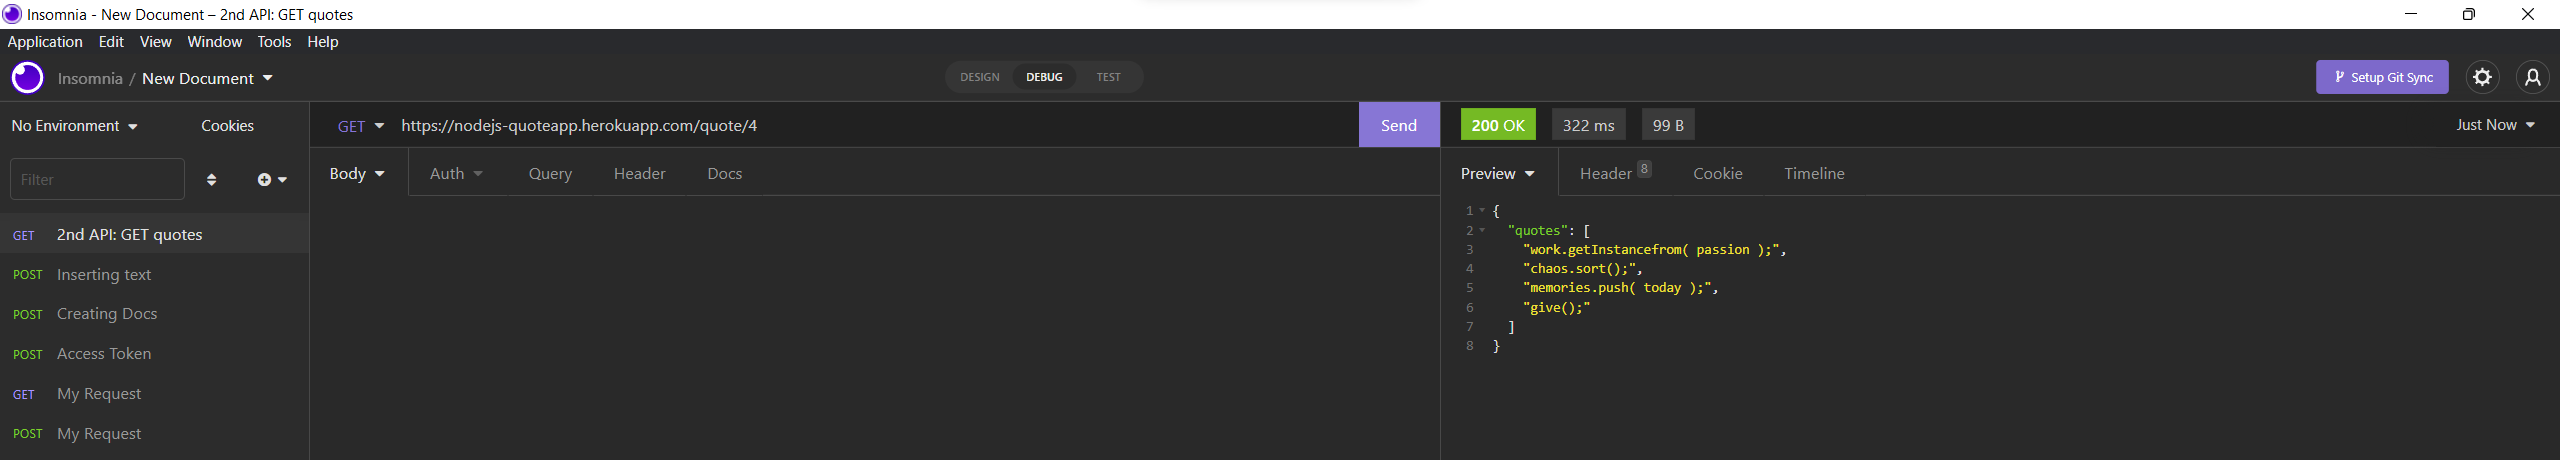 Insomnia - New Document – 2nd API: GET quotes
Application Edit View Window Tools Help
Insomnia / New Document
DESIGN DEBUG TEST
Setup Git Sync
No Environment Cookies
GET https://nodejs-quoteapp.herokuapp.com/quote/4 Send
200 OK 322 ms 99 B Just Now
Filter
Body Auth Query Header Docs
Preview Header 8 Cookie Timeline
GET 2nd API: GET quotes
POST Inserting text
POST Creating Docs
POST Access Token
GET My Request
POST My Request
1 {
2 "quotes": [
3 "work.getInstancefrom( passion );",
4 "chaos.sort();",
5 "memories.push( today );",
6 "give();"
7 ]
8 }